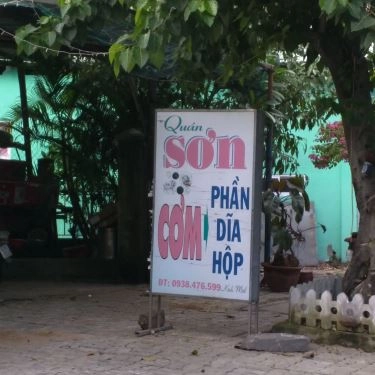 Quán
sơn
CƠM
PHẦN
DĨA
HỘP
ĐT: 0938.476.599